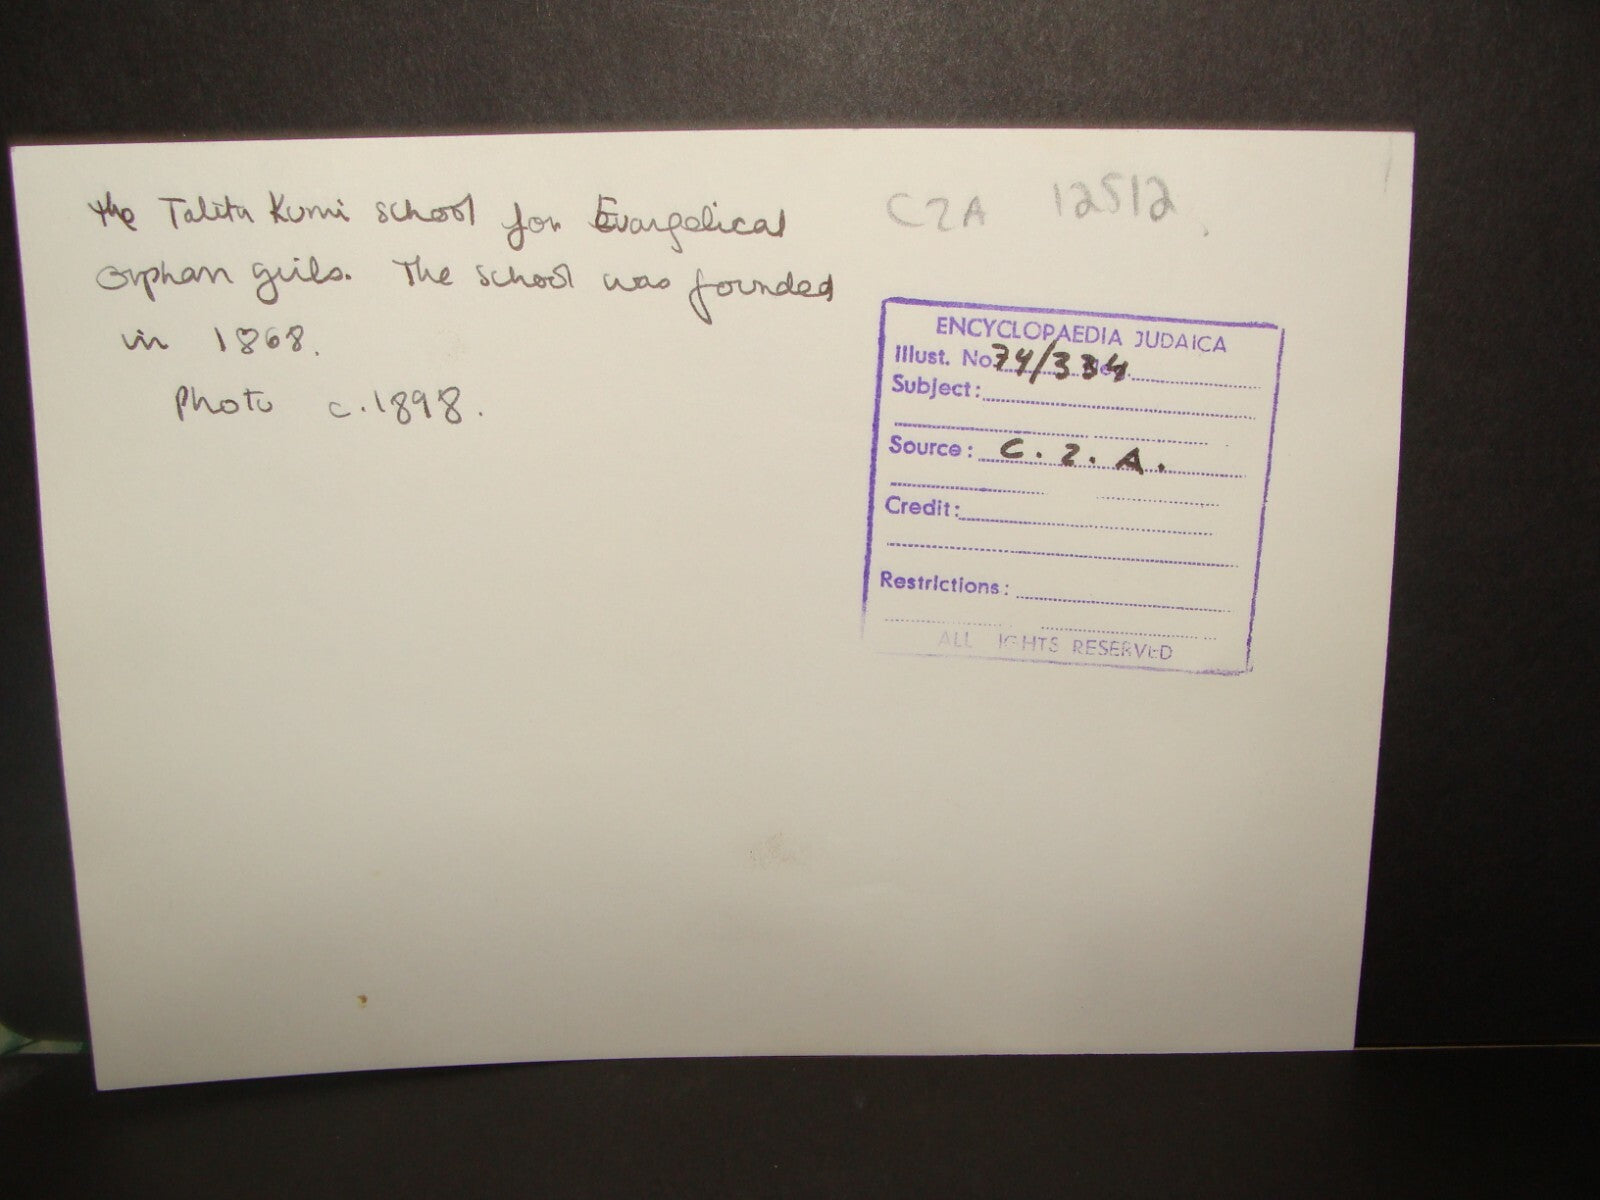 the Talita Kumi school for Evangelical
orphan girls. The school was founded
in 1868.
Photo c.1898.
CZA 12512
ENCYCLOPAEDIA JUDAICA
Illust. No. 74/334
Subject:
Source: C. Z. A.
Credit:
Restrictions:
ALL RIGHTS RESERVED